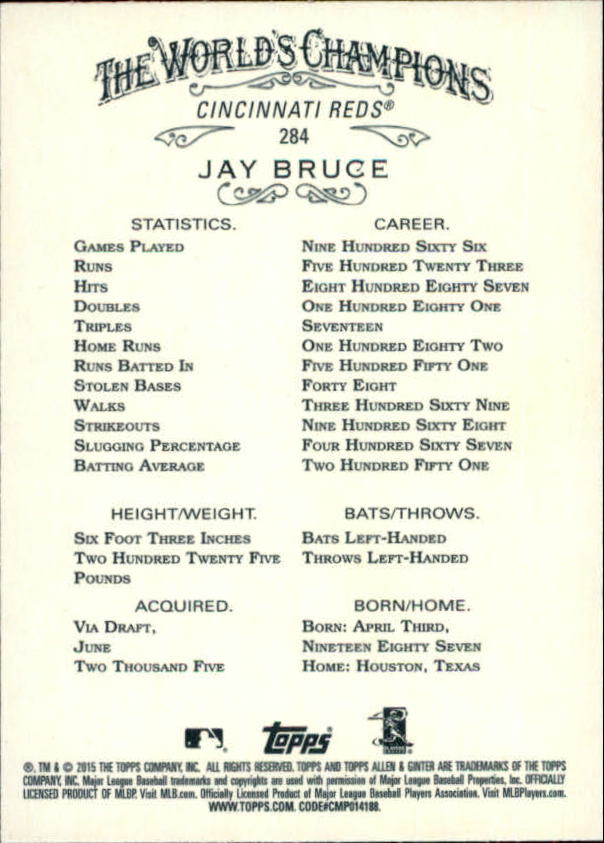 THE WORLD'S CHAMPIONS
CINCINNATI REDS®
284
JAY BRUCE
STATISTICS. CAREER.
GAMES PLAYED NINE HUNDRED SIXTY SIX
RUNS FIVE HUNDRED TWENTY THREE
HITS EIGHT HUNDRED EIGHTY SEVEN
DOUBLES ONE HUNDRED EIGHTY ONE
TRIPLES SEVENTEEN
HOME RUNS ONE HUNDRED EIGHTY TWO
RUNS BATTED IN FIVE HUNDRED FIFTY ONE
STOLEN BASES FORTY EIGHT
WALKS THREE HUNDRED SIXTY NINE
STRIKEOUTS NINE HUNDRED SIXTY EIGHT
SLUGGING PERCENTAGE FOUR HUNDRED SIXTY SEVEN
BATTING AVERAGE TWO HUNDRED FIFTY ONE
HEIGHT/WEIGHT. BATS/THROWS.
SIX FOOT THREE INCHES BATS LEFT-HANDED
TWO HUNDRED TWENTY FIVE THROWS LEFT-HANDED
POUNDS
ACQUIRED. BORN/HOME.
VIA DRAFT, BORN: APRIL THIRD,
JUNE NINETEEN EIGHTY SEVEN
TWO THOUSAND FIVE HOME: HOUSTON, TEXAS
Topps®
®, TM & © 2015 THE TOPPS COMPANY, INC. ALL RIGHTS RESERVED. TOPPS AND TOPPS ALLEN & GINTER ARE TRADEMARKS OF THE TOPPS
COMPANY, INC. Major League Baseball trademarks and copyrights are used with permission of Major League Baseball Properties, Inc. OFFICIALLY
LICENSED PRODUCT OF MLBP. Visit MLB.com. Officially Licensed Product of Major League Baseball Players Association. Visit MLBPlayers.com.
WWW.TOPPS.COM. CODE#CMP014188.